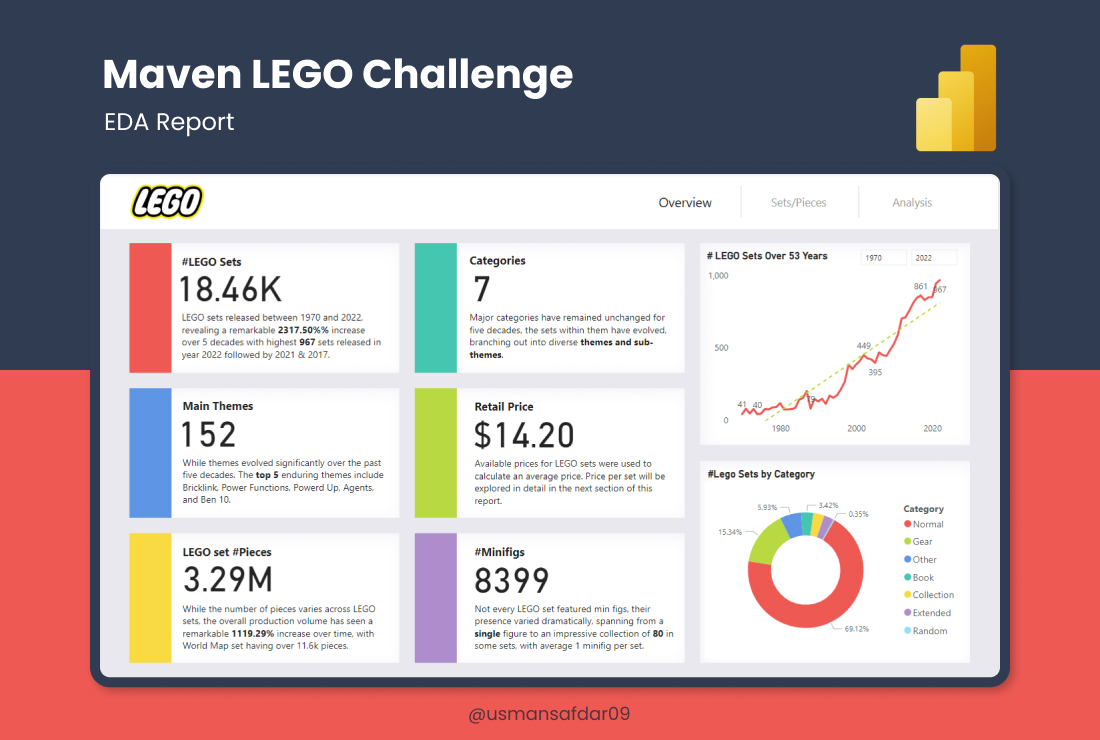 Maven LEGO Challenge
EDA Report
LEGO
Overview
Sets/Pieces
Analysis
#LEGO Sets
18.46K
LEGO sets released between 1970 and 2022,
revealing a remarkable 2317.50%% increase
over 5 decades with highest 967 sets released in
year 2022 followed by 2021 & 2017.
Categories
7
Major categories have remained unchanged for
five decades, the sets within them have evolved,
branching out into diverse themes and sub-
themes.
# LEGO Sets Over 53 Years
1970
2022
1,000
500
0
41
40
79
449
395
861
967
1980
2000
2020
Main Themes
152
While themes evolved significantly over the past
five decades. The top 5 enduring themes include
Bricklink, Power Functions, Powerd Up, Agents,
and Ben 10.
Retail Price
$14.20
Available prices for LEGO sets were used to
calculate an average price. Price per set will be
explored in detail in the next section of this
report.
#Lego Sets by Category
5.93%
3.42%
0.35%
15.34%
69.12%
Category
Normal
Gear
Other
Book
Collection
Extended
Random
LEGO set #Pieces
3.29M
While the number of pieces varies across LEGO
sets, the overall production volume has seen a
remarkable 1119.29% increase over time, with
World Map set having over 11.6k pieces.
#Minifigs
8399
Not every LEGO set featured min figs, their
presence varied dramatically, spanning from a
single figure to an impressive collection of 80 in
some sets, with average 1 minifig per set.
@usmansafdar09